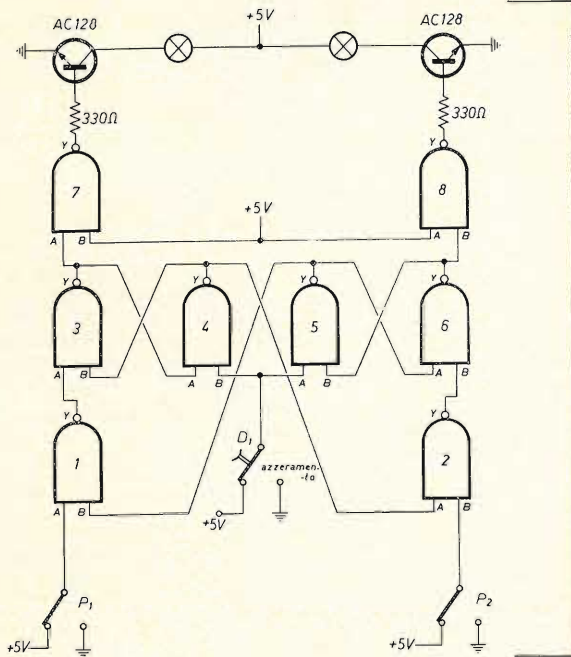 AC128
+5V
AC128
330Ω
330Ω
Y
Y
7
8
+5V
A B
A B
Y
Y
Y
Y
3
4
5
6
A B
A B
A B
A B
Y
D1
Y
1
azzeramen-
-to
2
A B
+5V
A B
P1
P2
+5V
+5V